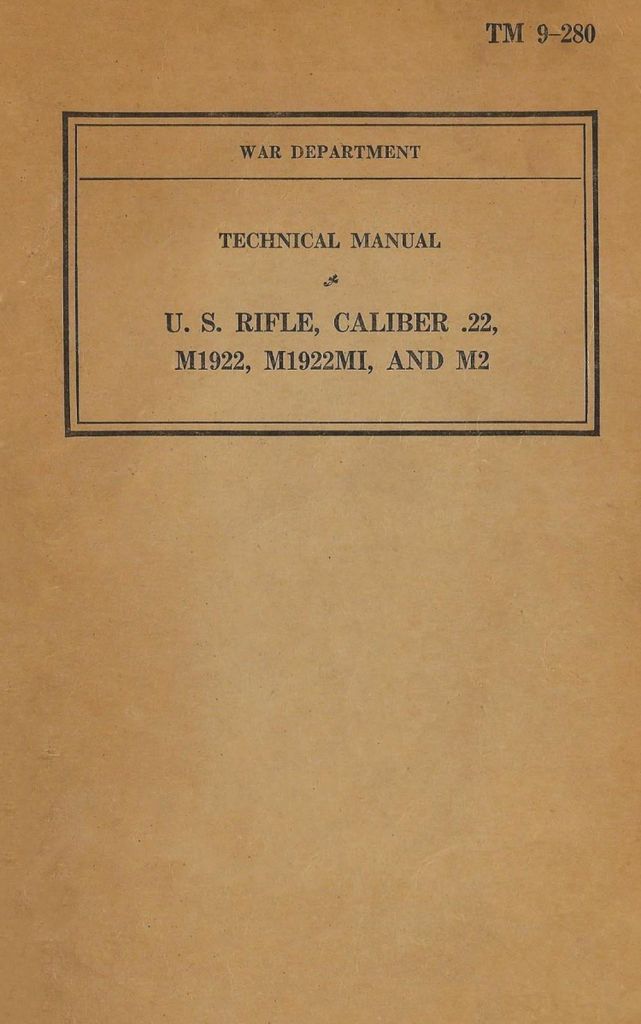 TM 9–280
WAR DEPARTMENT
TECHNICAL MANUAL
U. S. RIFLE, CALIBER .22,
M1922, M1922MI, AND M2